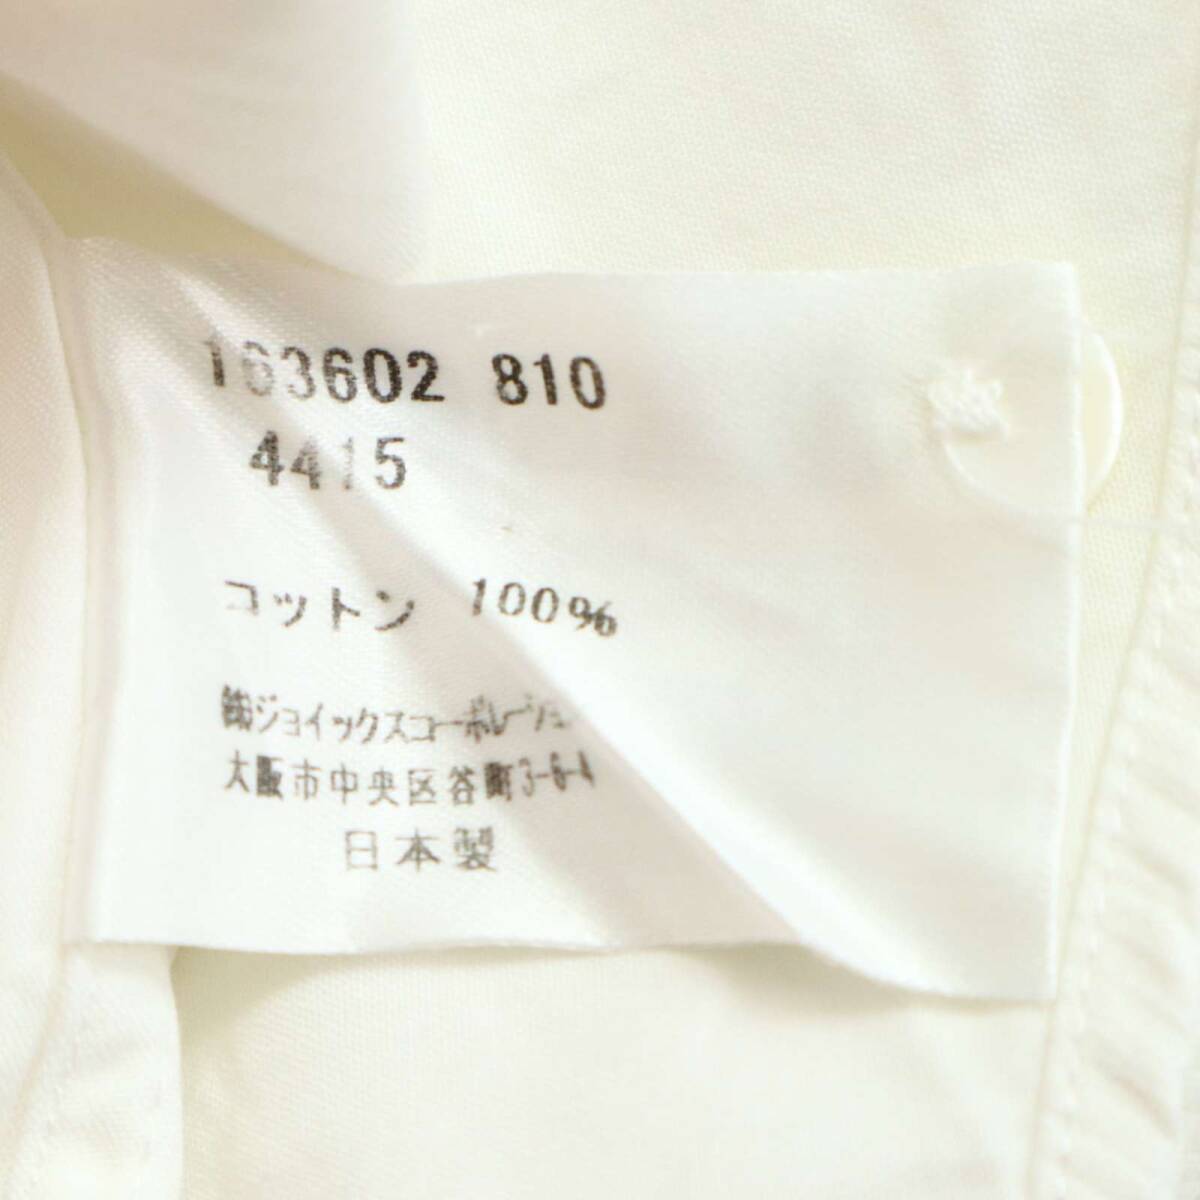 163602 810
4415
コットン 100%
㈱ジョイックスコーポレーション
大阪市中央区谷町3-6-4
日本製